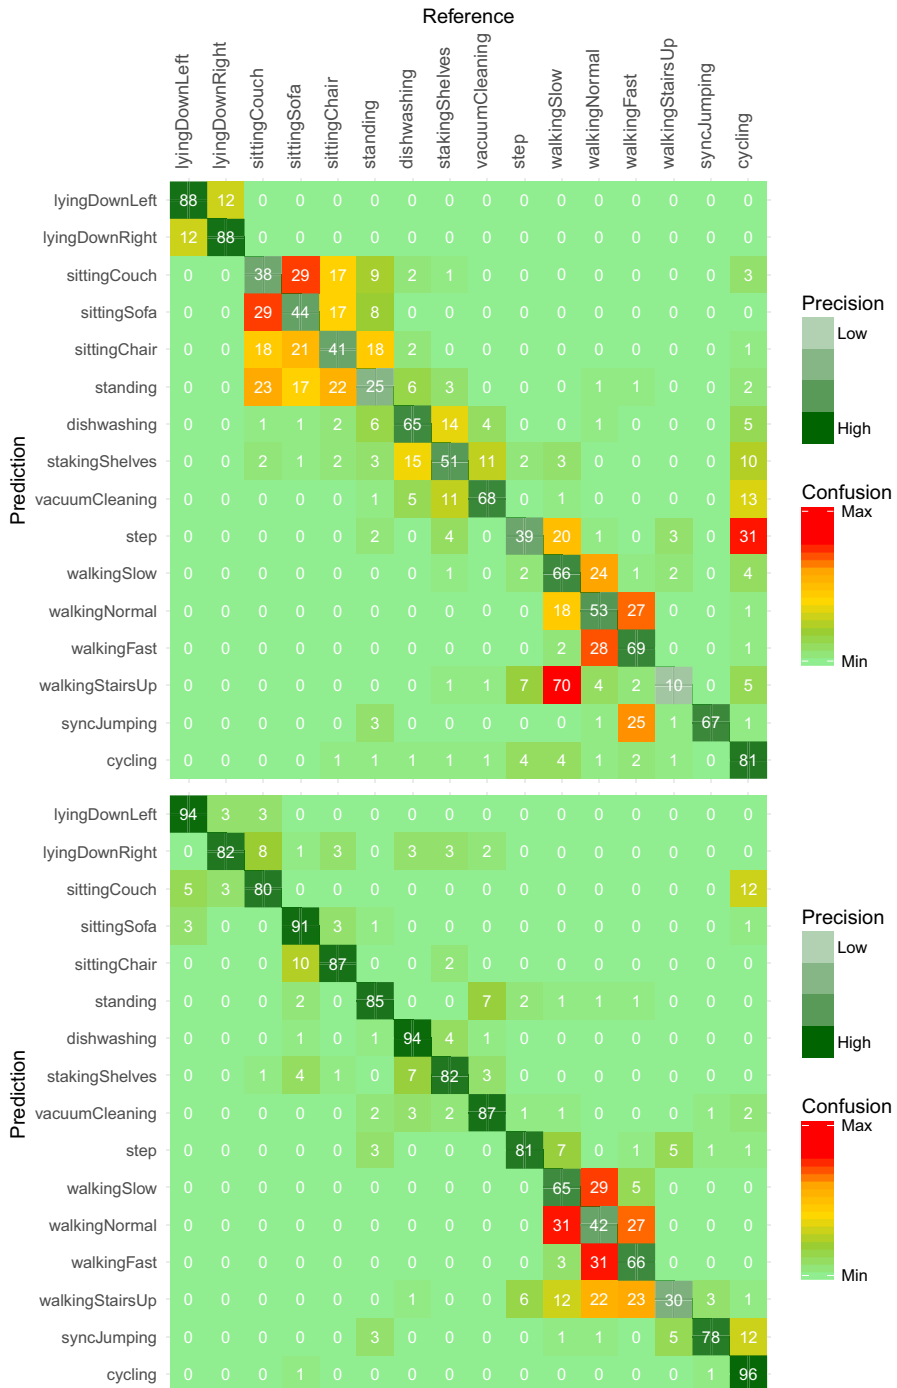 Reference
lyingDownLeft lyingDownRight sittingCouch sittingSofa sittingChair standing dishwashing stakingShelves vacuumCleaning step walkingSlow walkingNormal walkingFast walkingStairsUp syncJumping cycling
Prediction
lyingDownLeft 88 12 0 0 0 0 0 0 0 0 0 0 0 0 0 0
lyingDownRight 12 88 0 0 0 0 0 0 0 0 0 0 0 0 0 0
sittingCouch 0 0 38 29 17 9 2 1 0 0 0 0 0 0 0 3
sittingSofa 0 0 29 44 17 8 0 0 0 0 0 0 0 0 0 0
sittingChair 0 0 18 21 41 18 2 0 0 0 0 0 0 0 0 1
standing 0 0 23 17 22 25 6 3 0 0 0 1 1 0 0 2
dishwashing 0 0 1 1 2 6 65 14 4 0 0 1 0 0 0 5
stakingShelves 0 0 2 1 2 3 15 51 11 2 3 0 0 0 0 10
vacuumCleaning 0 0 0 0 0 1 5 11 68 0 1 0 0 0 0 13
step 0 0 0 0 0 2 0 4 0 39 20 1 0 3 0 31
walkingSlow 0 0 0 0 0 0 0 1 0 2 66 24 1 2 0 4
walkingNormal 0 0 0 0 0 0 0 0 0 0 18 53 27 0 0 1
walkingFast 0 0 0 0 0 0 0 0 0 0 2 28 69 0 0 1
walkingStairsUp 0 0 0 0 0 0 0 1 1 7 70 4 2 10 0 5
syncJumping 0 0 0 0 0 3 0 0 0 0 0 1 25 1 67 1
cycling 0 0 0 0 1 1 1 1 1 4 4 1 2 1 0 81
Precision
Low
High
Confusion
Max
Min
Prediction
lyingDownLeft 94 3 3 0 0 0 0 0 0 0 0 0 0 0 0 0
lyingDownRight 0 82 8 1 3 0 3 3 2 0 0 0 0 0 0 0
sittingCouch 5 3 80 0 0 0 0 0 0 0 0 0 0 0 0 12
sittingSofa 3 0 0 91 3 1 0 0 0 0 0 0 0 0 0 1
sittingChair 0 0 0 10 87 0 0 2 0 0 0 0 0 0 0 0
standing 0 0 0 2 0 85 0 0 7 2 1 1 1 0 0 0
dishwashing 0 0 0 1 0 1 94 4 1 0 0 0 0 0 0 0
stakingShelves 0 0 1 4 1 0 7 82 3 0 0 0 0 0 0 0
vacuumCleaning 0 0 0 0 0 2 3 2 87 1 1 0 0 0 1 2
step 0 0 0 0 0 3 0 0 0 81 7 0 1 5 1 1
walkingSlow 0 0 0 0 0 0 0 0 0 0 65 29 5 0 0 0
walkingNormal 0 0 0 0 0 0 0 0 0 0 31 42 27 0 0 0
walkingFast 0 0 0 0 0 0 0 0 0 0 3 31 66 0 0 0
walkingStairsUp 0 0 0 0 0 0 1 0 0 6 12 22 23 30 3 1
syncJumping 0 0 0 0 0 3 0 0 0 0 1 1 0 5 78 12
cycling 0 0 0 1 0 0 0 0 0 0 0 0 0 0 1 96
Precision
Low
High
Confusion
Max
Min